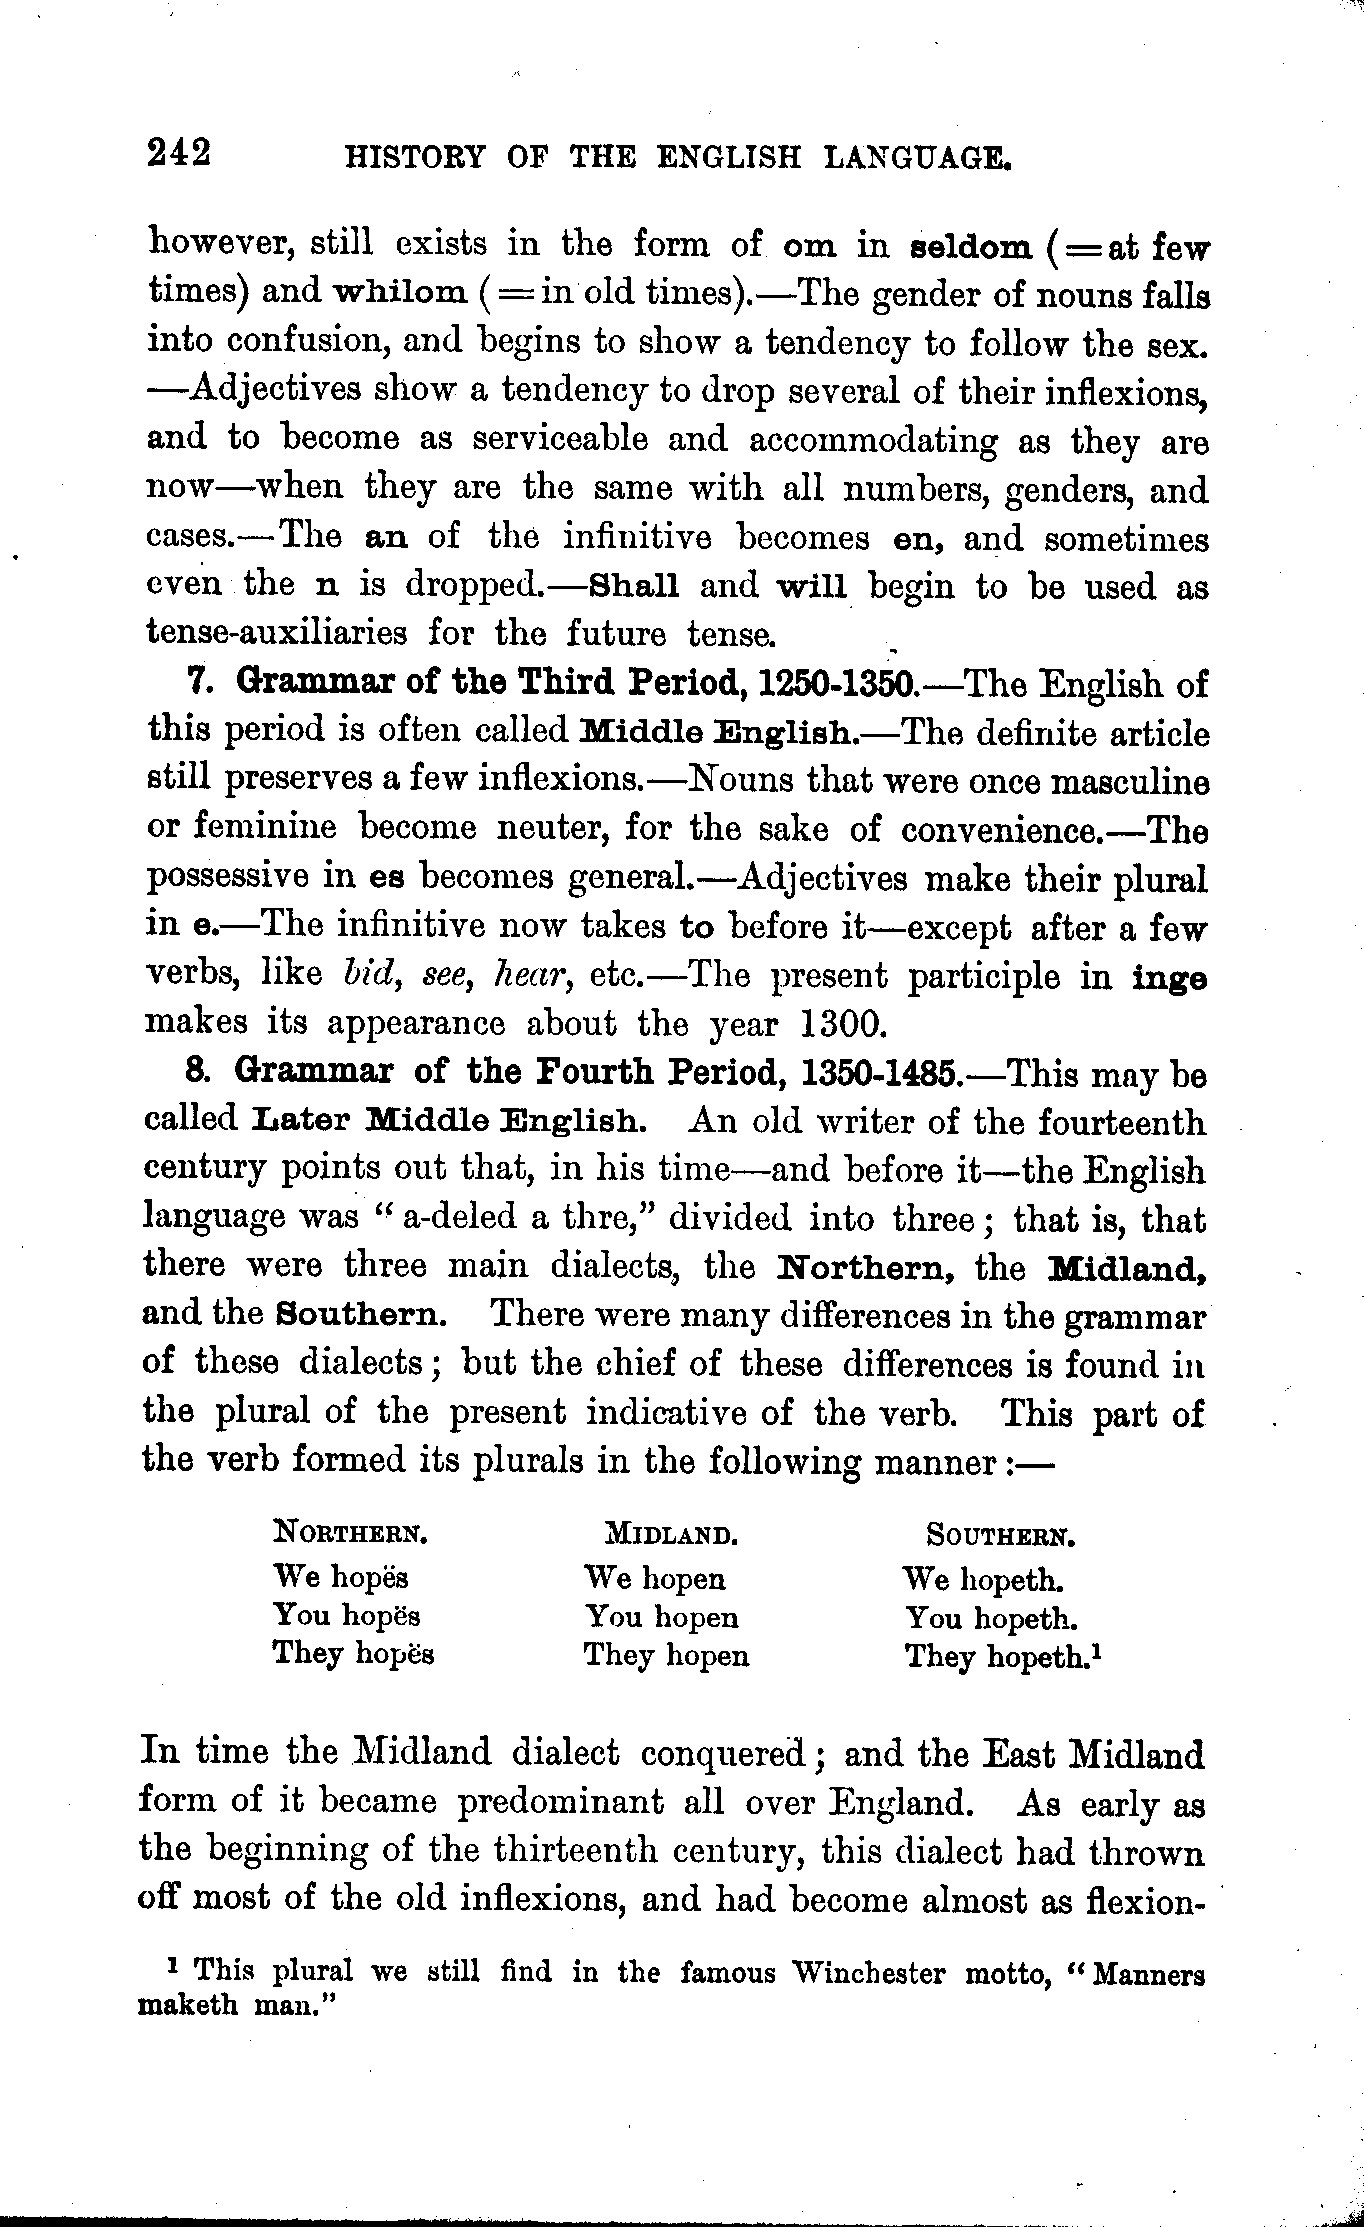 242 HISTORY OF THE ENGLISH LANGUAGE.
however, still exists in the form of om in seldom (=at few
times) and whilom (=in old times).—The gender of nouns falls
into confusion, and begins to show a tendency to follow the sex.
—Adjectives show a tendency to drop several of their inflexions,
and to become as serviceable and accommodating as they are
now—when they are the same with all numbers, genders, and
cases.—The an of the infinitive becomes en, and sometimes
even the n is dropped.—Shall and will begin to be used as
tense-auxiliaries for the future tense.
7. Grammar of the Third Period, 1250-1350.—The English of
this period is often called Middle English.—The definite article
still preserves a few inflexions.—Nouns that were once masculine
or feminine become neuter, for the sake of convenience.—The
possessive in es becomes general.—Adjectives make their plural
in e.—The infinitive now takes to before it—except after a few
verbs, like bid, see, hear, etc.—The present participle in inge
makes its appearance about the year 1300.
8. Grammar of the Fourth Period, 1350-1485.—This may be
called Later Middle English. An old writer of the fourteenth
century points out that, in his time—and before it—the English
language was “a-deled a thre,” divided into three; that is, that
there were three main dialects, the Northern, the Midland,
and the Southern. There were many differences in the grammar
of these dialects; but the chief of these differences is found in
the plural of the present indicative of the verb. This part of
the verb formed its plurals in the following manner:—
NORTHERN. MIDLAND. SOUTHERN.
We hopës We hopen We hopeth.
You hopës You hopen You hopeth.
They hopës They hopen They hopeth.¹
In time the Midland dialect conquered; and the East Midland
form of it became predominant all over England. As early as
the beginning of the thirteenth century, this dialect had thrown
off most of the old inflexions, and had become almost as flexion-
¹ This plural we still find in the famous Winchester motto, “Manners
maketh man.”